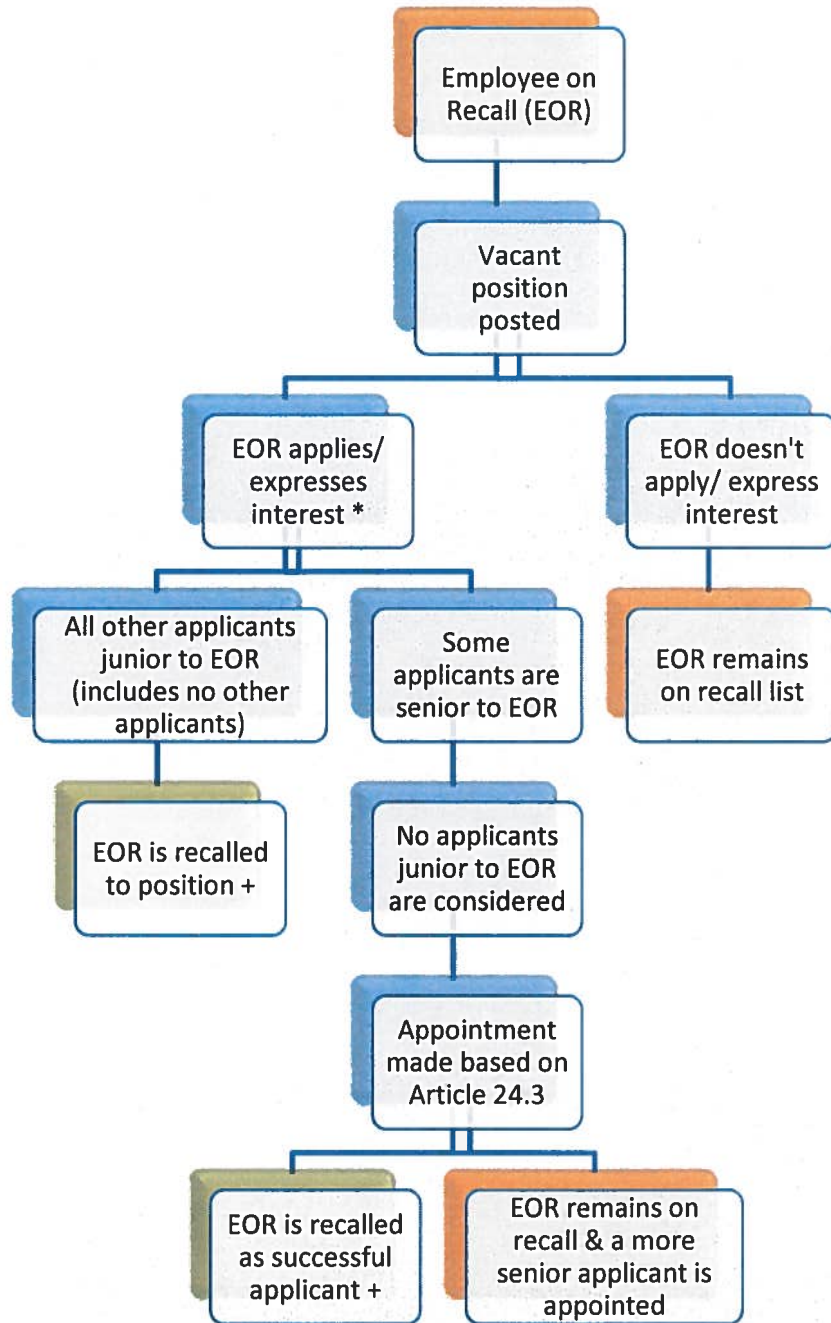 Employee on
Recall (EOR)
Vacant
position
posted
EOR applies/
expresses
interest *
EOR doesn't
apply/ express
interest
All other applicants
junior to EOR
(includes no other
applicants)
Some
applicants are
senior to EOR
EOR remains
on recall list
EOR is recalled
to position +
No applicants
junior to EOR
are considered
Appointment
made based on
Article 24.3
EOR is recalled
as successful
applicant +
EOR remains on
recall & a more
senior applicant is
appointed